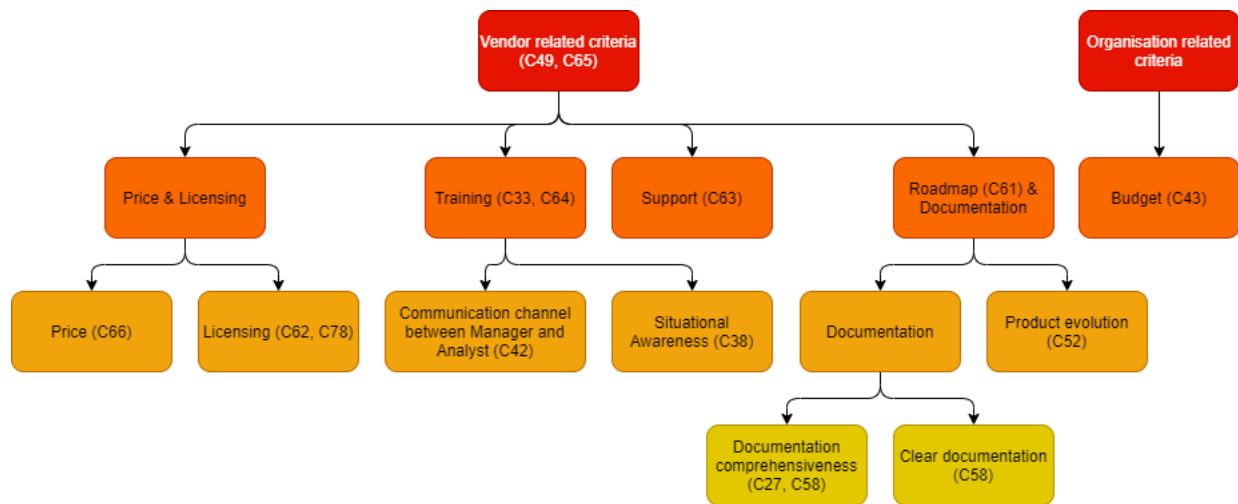 Vendor related criteria
(C49, C65)
Organisation related
criteria
Price & Licensing
Training (C33, C64)
Support (C63)
Roadmap (C61) &
Documentation
Budget (C43)
Price (C66)
Licensing (C62, C78)
Communication channel
between Manager and
Analyst (C42)
Situational
Awareness (C38)
Documentation
Product evolution
(C52)
Documentation
comprehensiveness
(C27, C58)
Clear documentation
(C58)